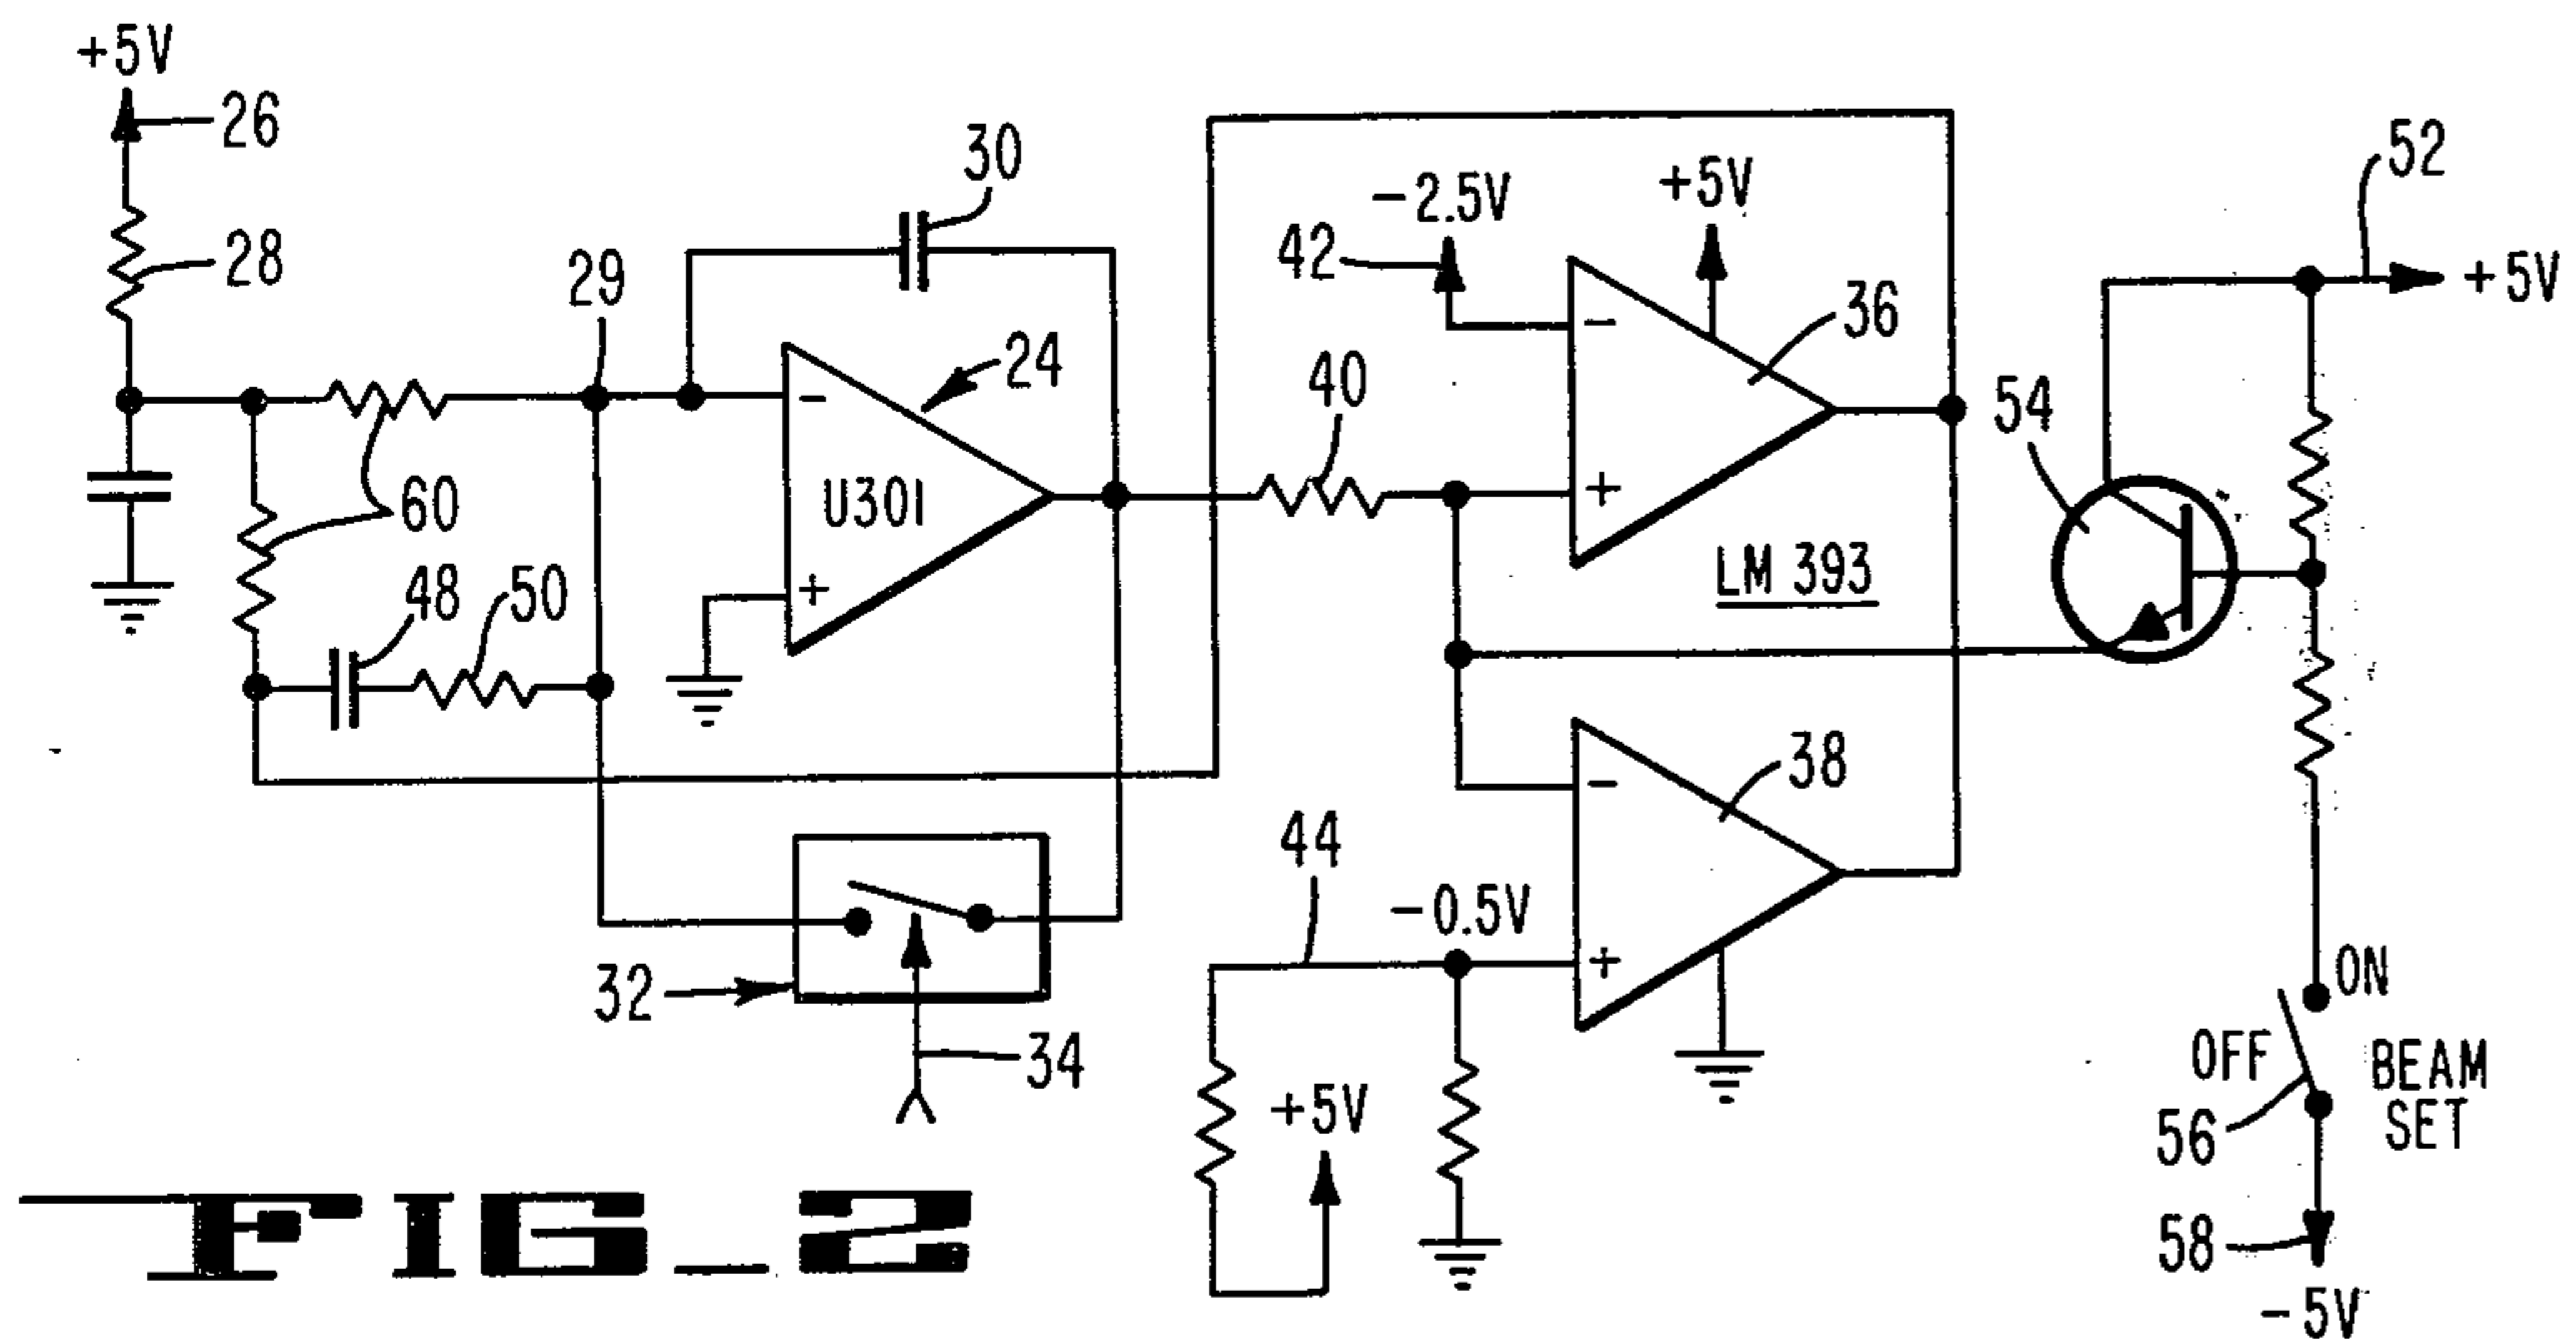 +5V
26
28
29
30
24
-
+
U301
60
48
50
32
34
40
-2.5V
42
+5V
-
+
36
LM 393
-
+
38
44
-0.5V
+5V
52
+5V
54
ON
OFF
BEAM
SET
56
58
-5V
FIG_2